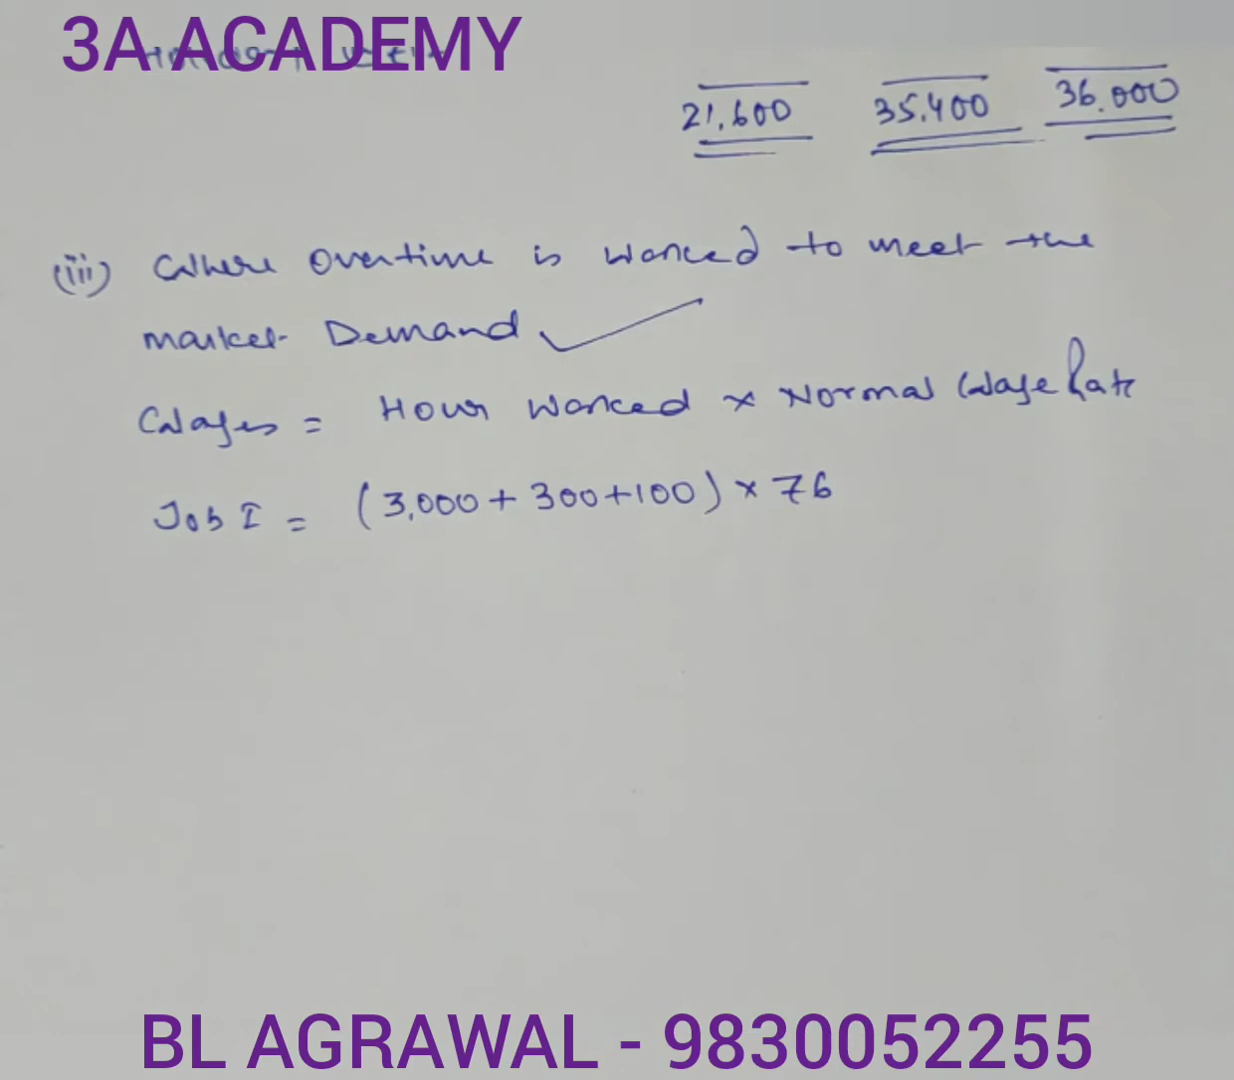 3A ACADEMY
21,600 35,400 36,000
(iii) Where Overtime is Worked to meet the
market Demand
Wages = Hour Worked × Normal Wage Rate
Job I = (3,000 + 300 + 100) × 76
BL AGRAWAL - 9830052255